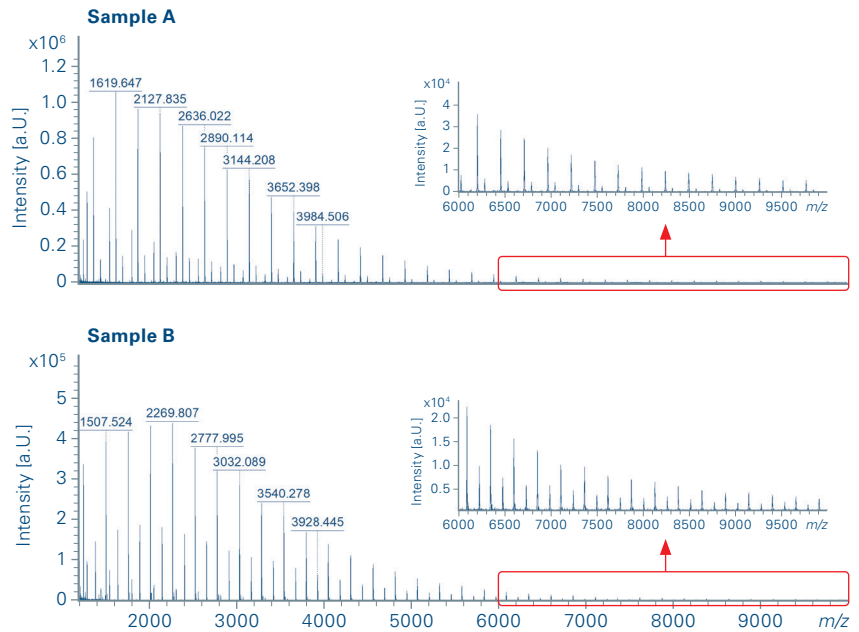 Sample A
x10⁶
Intensity [a.U.]
1.2
1.0
0.8
0.6
0.4
0.2
0
1619.647
2127.835
2636.022
2890.114
3144.208
3652.398
3984.506
x10⁴
Intensity [a.U.]
4
3
2
1
0
6000 6500 7000 7500 8000 8500 9000 9500 m/z
Sample B
x10⁵
Intensity [a.U.]
5
4
3
2
1
0
1507.524
2269.807
2777.995
3032.089
3540.278
3928.445
x10⁴
Intensity [a.U.]
2.0
1.5
1.0
0.5
6000 6500 7000 7500 8000 8500 9000 9500 m/z
2000 3000 4000 5000 6000 7000 8000 9000 m/z